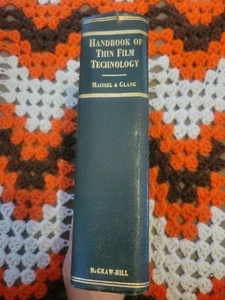 HANDBOOK OF
THIN FILM
TECHNOLOGY
MAISSEL & GLANG
MCGRAW-HILL